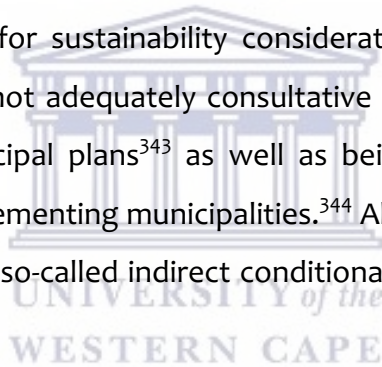 for sustainability considerat
not adequately consultative
cipal plans³⁴³ as well as bei
ementing municipalities.³⁴⁴ Al
so-called indirect conditiona
UNIVERSITY of the
WESTERN CAPE